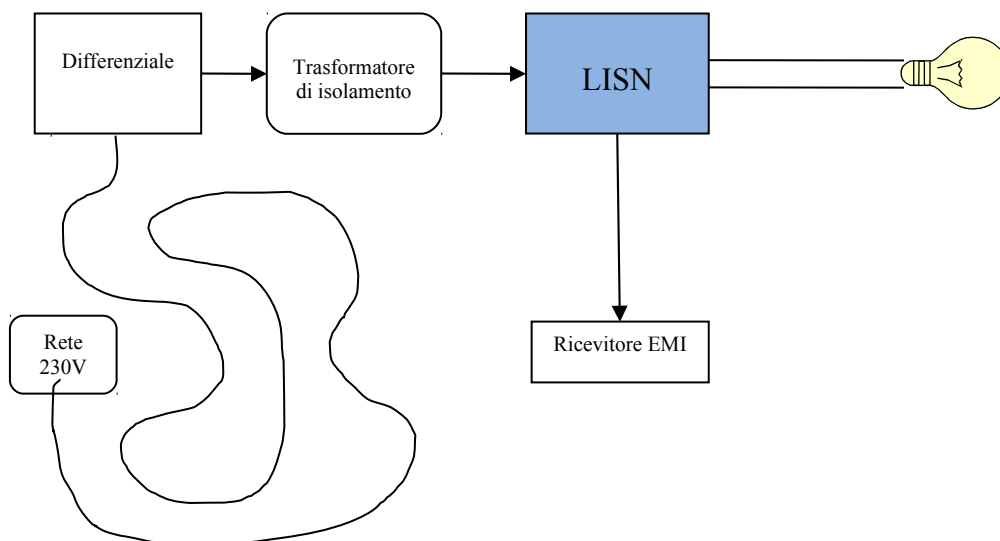 Differenziale
Trasformatore
di isolamento
LISN
Rete
230V
Ricevitore EMI